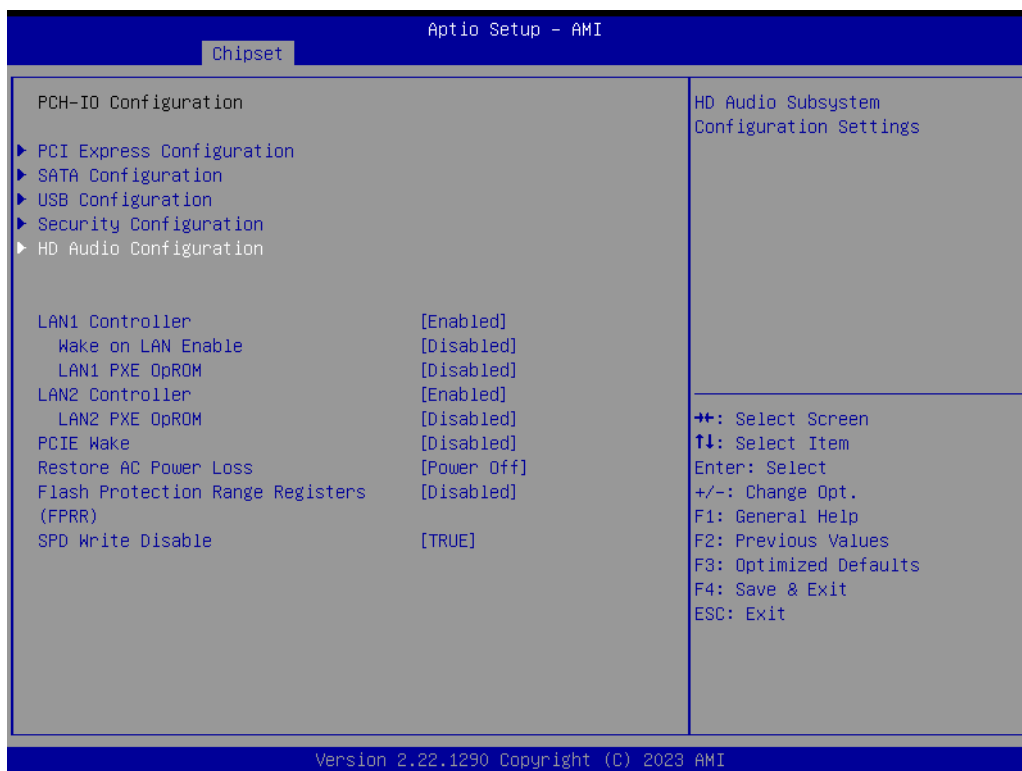 Aptio Setup – AMI
Chipset
PCH-IO Configuration
PCI Express Configuration
SATA Configuration
USB Configuration
Security Configuration
HD Audio Configuration
LAN1 Controller [Enabled]
Wake on LAN Enable [Disabled]
LAN1 PXE OpROM [Disabled]
LAN2 Controller [Enabled]
LAN2 PXE OpROM [Disabled]
PCIE Wake [Disabled]
Restore AC Power Loss [Power Off]
Flash Protection Range Registers [Disabled]
(FPRR)
SPD Write Disable [TRUE]
HD Audio Subsystem
Configuration Settings
→←: Select Screen
↑↓: Select Item
Enter: Select
+/-: Change Opt.
F1: General Help
F2: Previous Values
F3: Optimized Defaults
F4: Save & Exit
ESC: Exit
Version 2.22.1290 Copyright (C) 2023 AMI